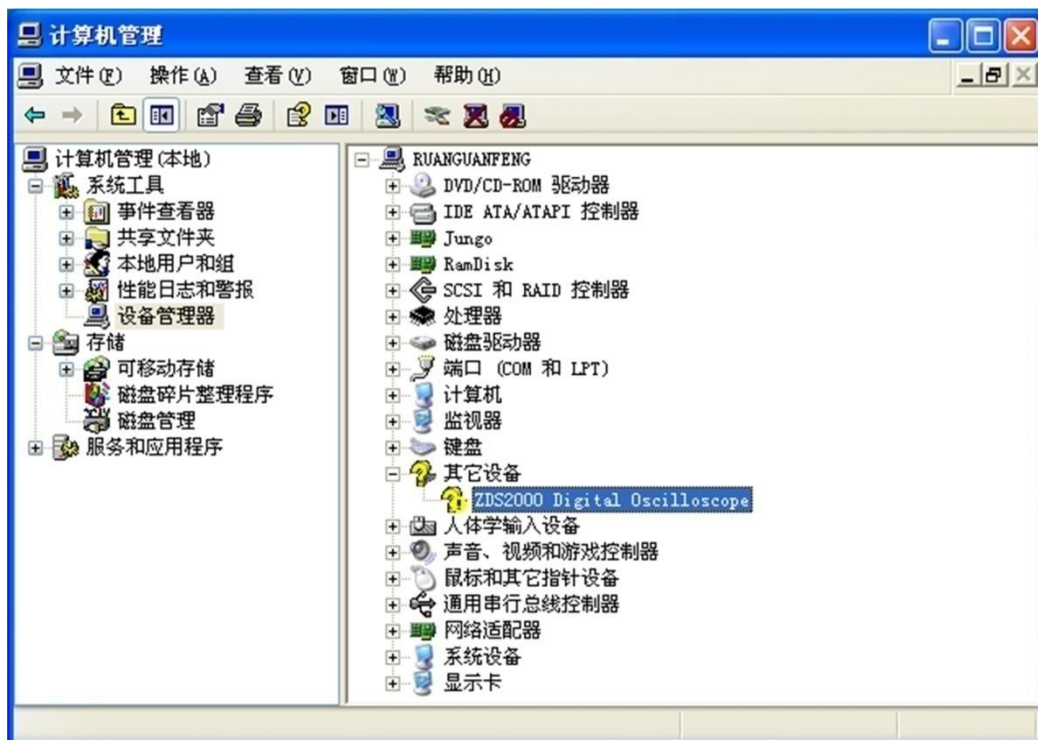 计算机管理
文件(F) 操作(A) 查看(V) 窗口(W) 帮助(H)
计算机管理(本地)
系统工具
事件查看器
共享文件夹
本地用户和组
性能日志和警报
设备管理器
存储
可移动存储
磁盘碎片整理程序
磁盘管理
服务和应用程序
RUANGUANFENG
DVD/CD-ROM 驱动器
IDE ATA/ATAPI 控制器
Jungo
RamDisk
SCSI 和 RAID 控制器
处理器
磁盘驱动器
端口 (COM 和 LPT)
计算机
监视器
键盘
其它设备
ZDS2000 Digital Oscilloscope
人体学输入设备
声音、视频和游戏控制器
鼠标和其它指针设备
通用串行总线控制器
网络适配器
系统设备
显示卡